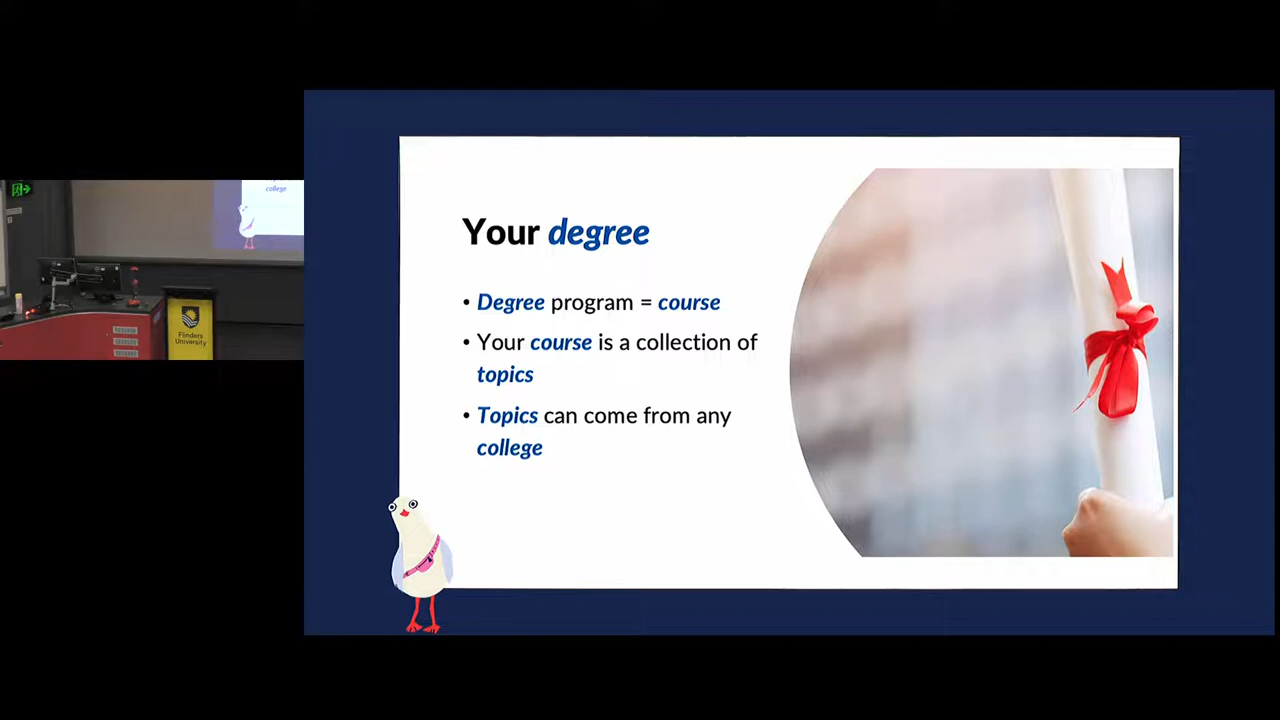 college
Flinders
University
Your degree
• Degree program = course
• Your course is a collection of
topics
• Topics can come from any
college